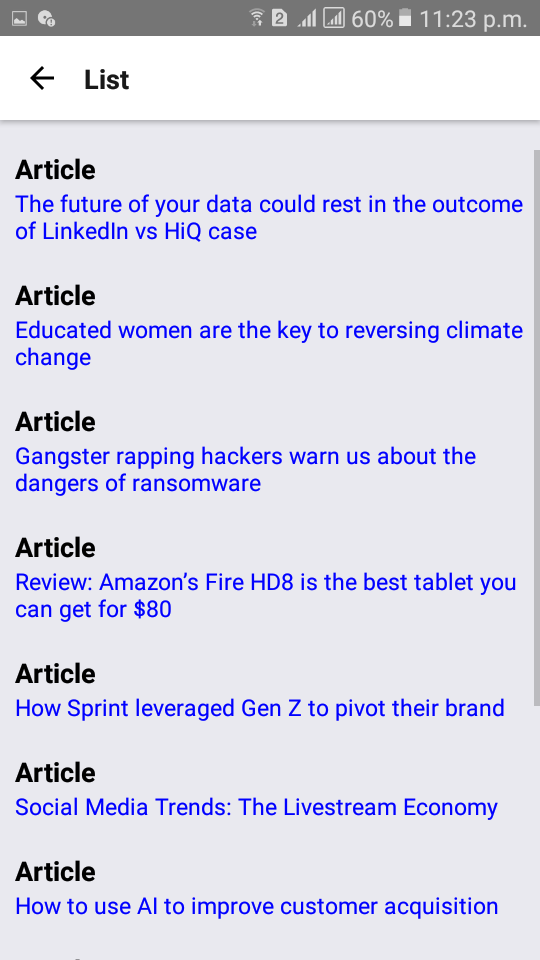 2 60% 11:23 p.m.
List
Article
The future of your data could rest in the outcome
of LinkedIn vs HiQ case
Article
Educated women are the key to reversing climate
change
Article
Gangster rapping hackers warn us about the
dangers of ransomware
Article
Review: Amazon’s Fire HD8 is the best tablet you
can get for $80
Article
How Sprint leveraged Gen Z to pivot their brand
Article
Social Media Trends: The Livestream Economy
Article
How to use AI to improve customer acquisition